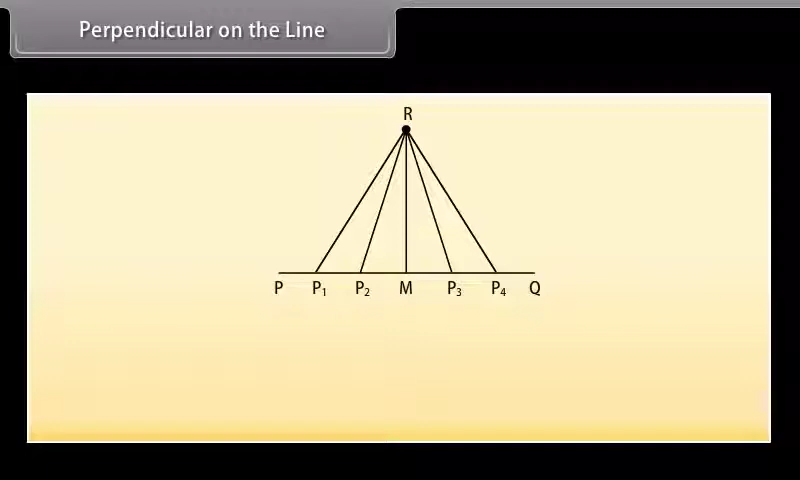 Perpendicular on the Line
R
P P₁ P₂ M P₃ P₄ Q